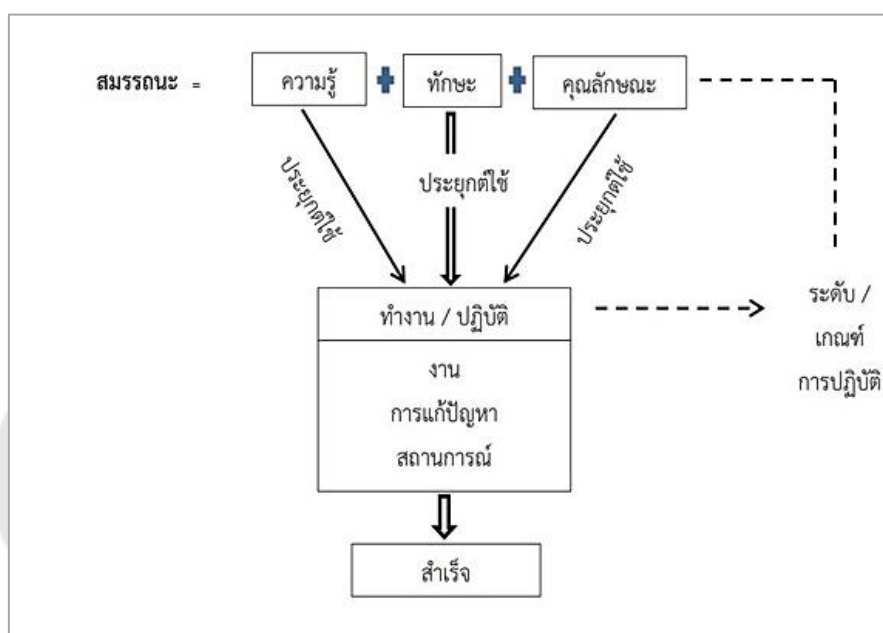 สมรรถนะ = ความรู้ + ทักษะ + คุณลักษณะ
ประยุกต์ใช้ ประยุกต์ใช้ ประยุกต์ใช้
ทำงาน / ปฏิบัติ
งาน
การแก้ปัญหา
สถานการณ์
ระดับ /
เกณฑ์
การปฏิบัติ
สำเร็จ